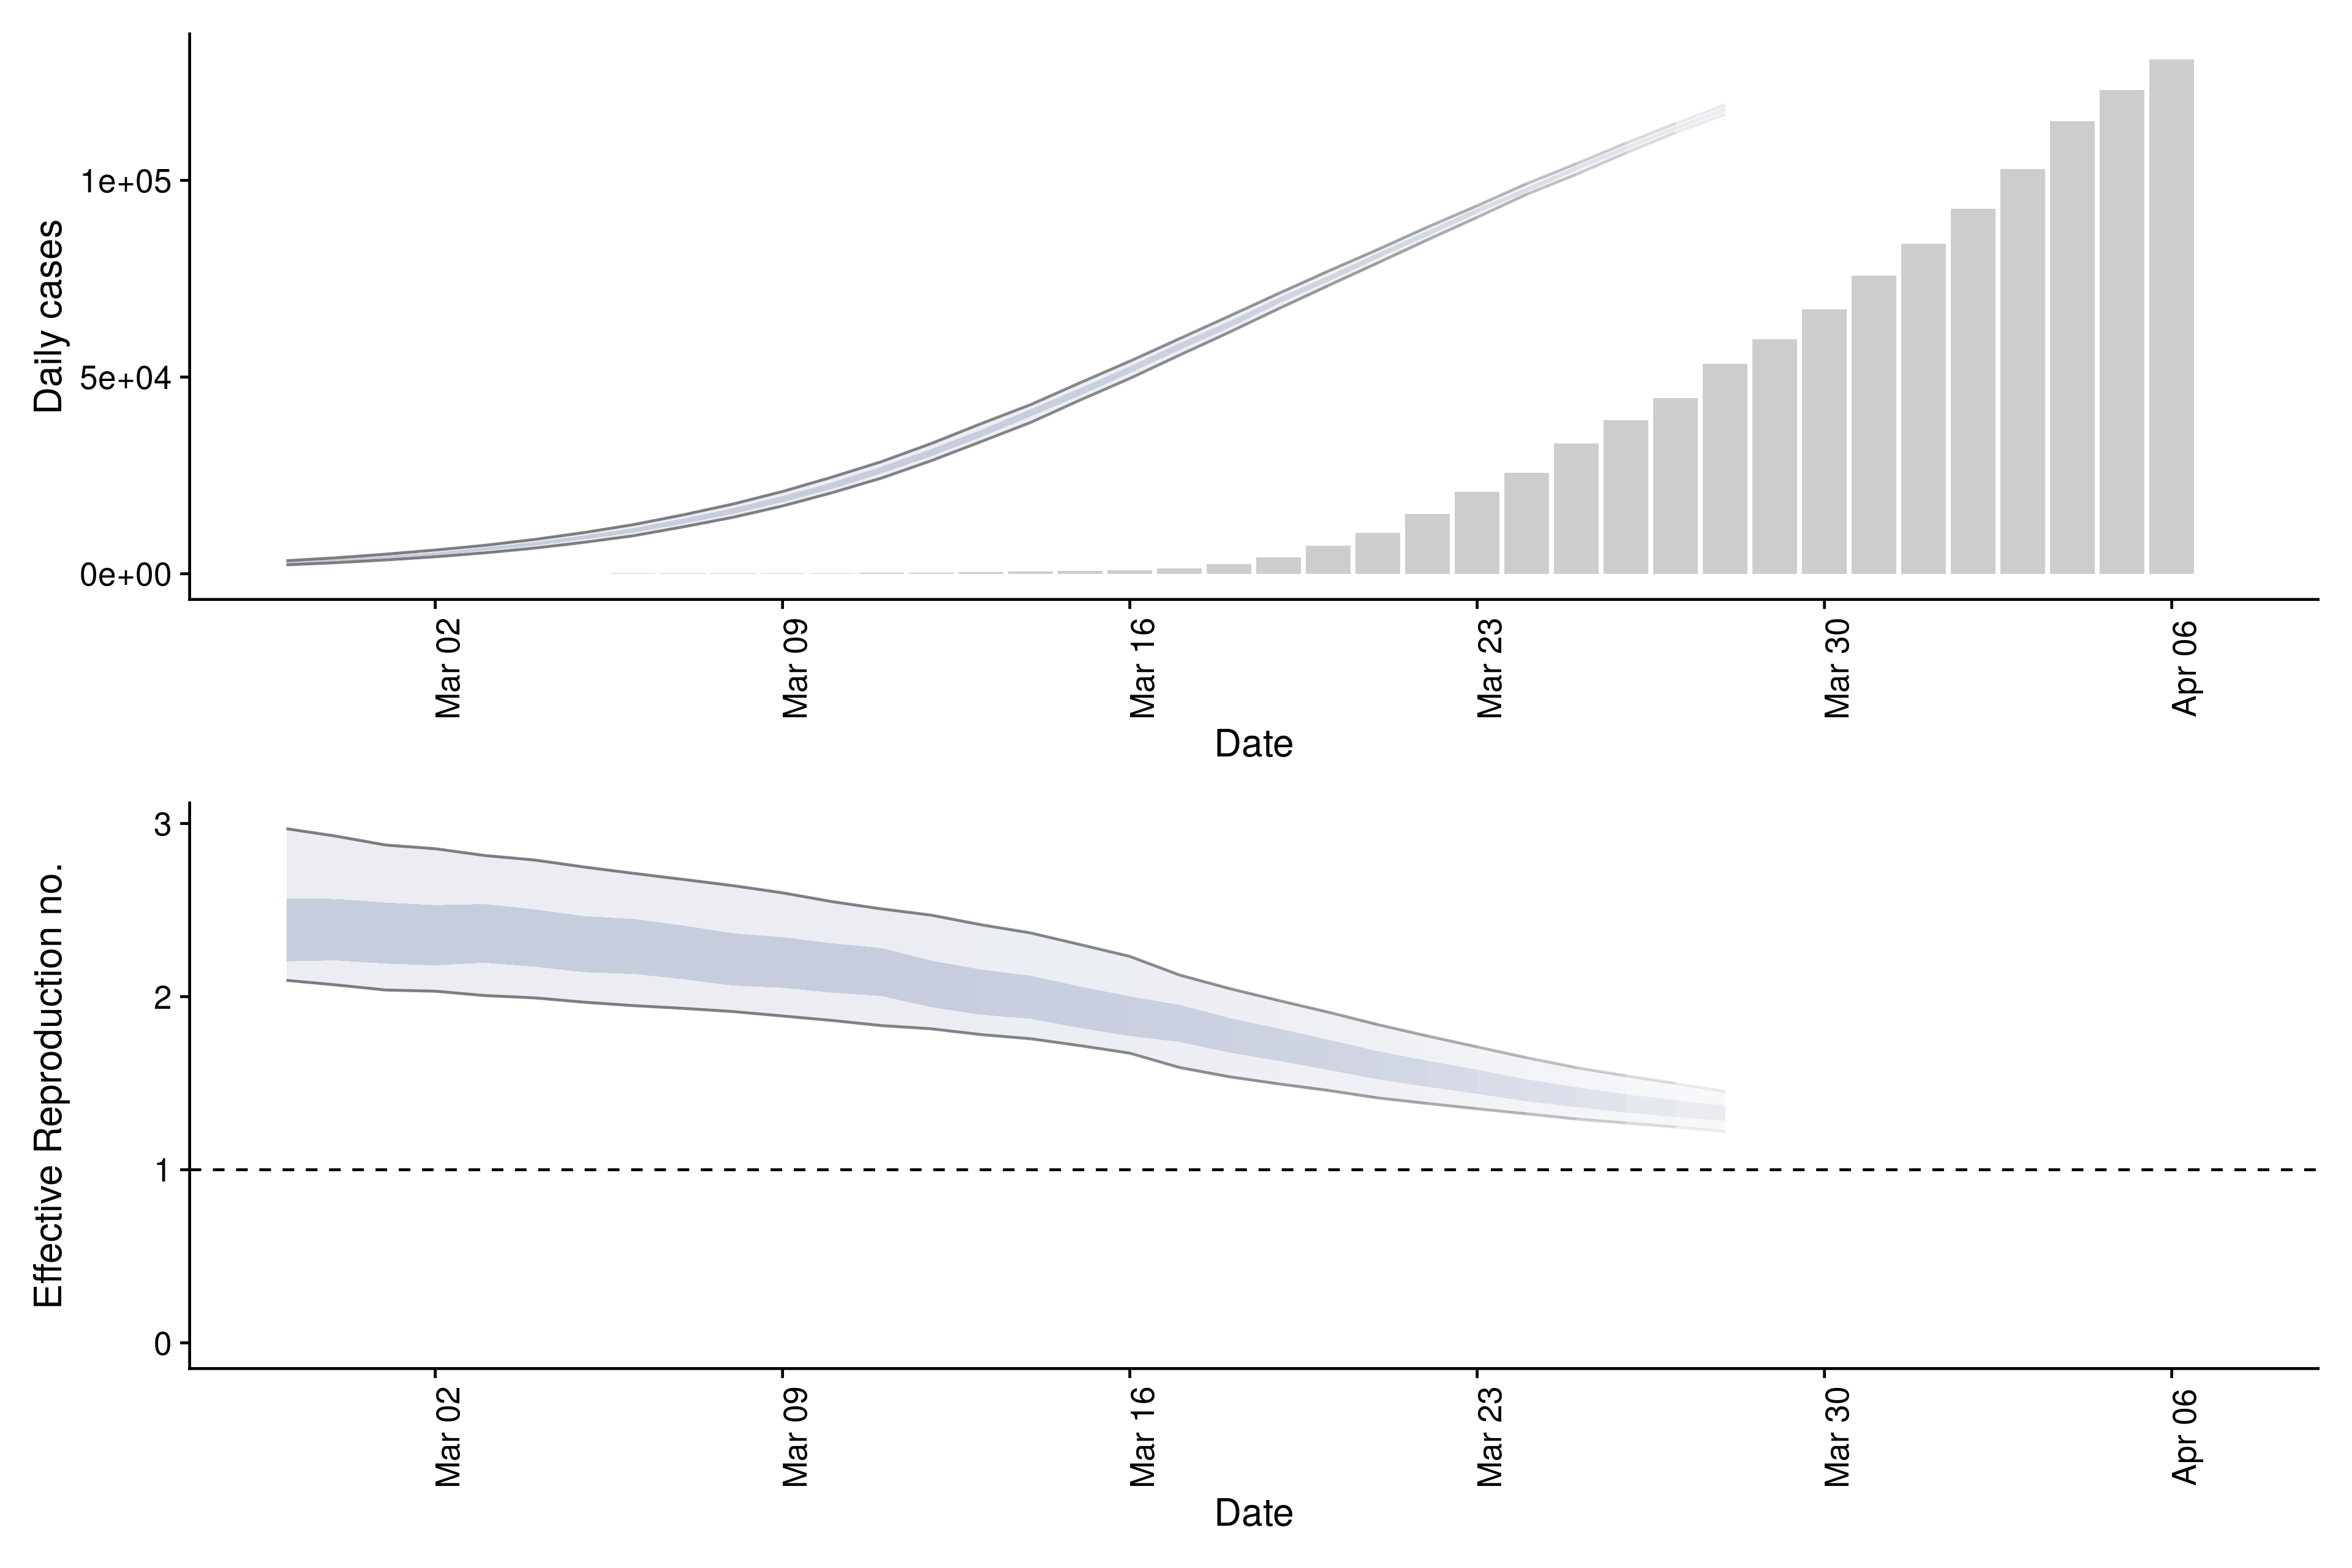 Daily cases
1e+05
5e+04
0e+00
Mar 02
Mar 09
Mar 16
Mar 23
Mar 30
Apr 06
Date
Effective Reproduction no.
3
2
1
0
Mar 02
Mar 09
Mar 16
Mar 23
Mar 30
Apr 06
Date